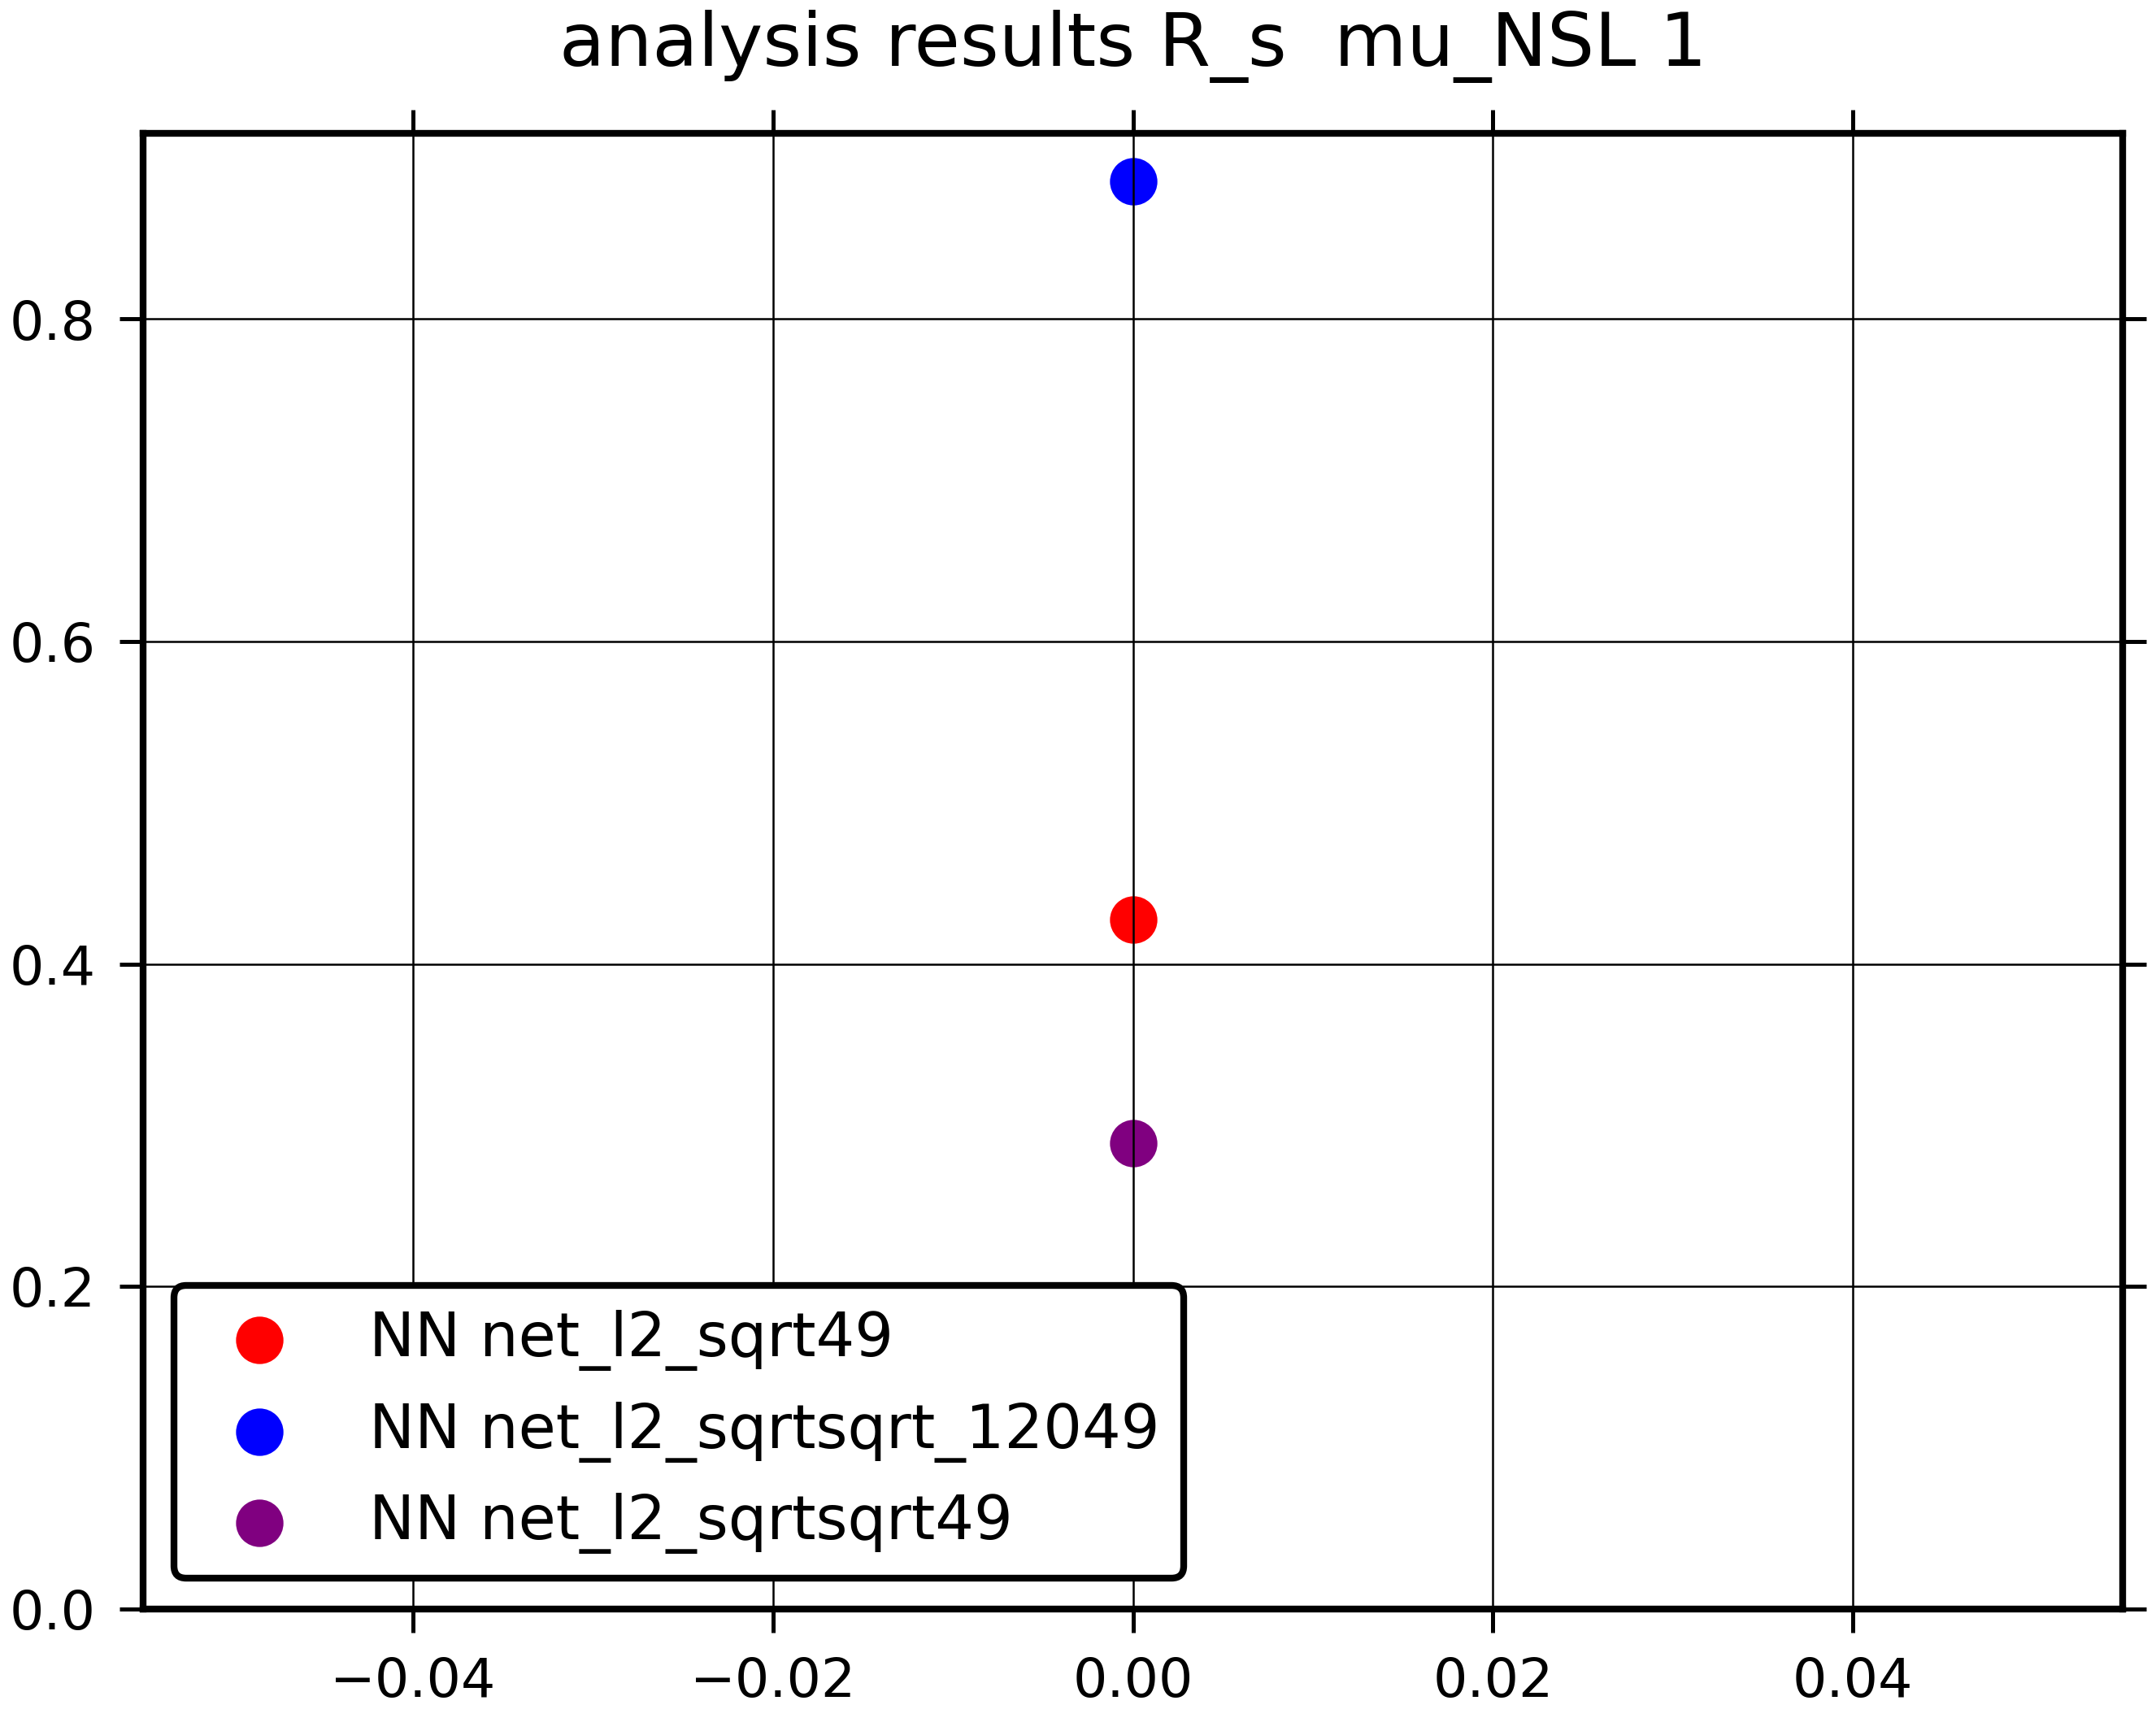 analysis results R_s  mu_NSL 1
0.8
0.6
0.4
0.2
0.0
NN net_l2_sqrt49
NN net_l2_sqrtsqrt_12049
NN net_l2_sqrtsqrt49
−0.04 −0.02 0.00 0.02 0.04